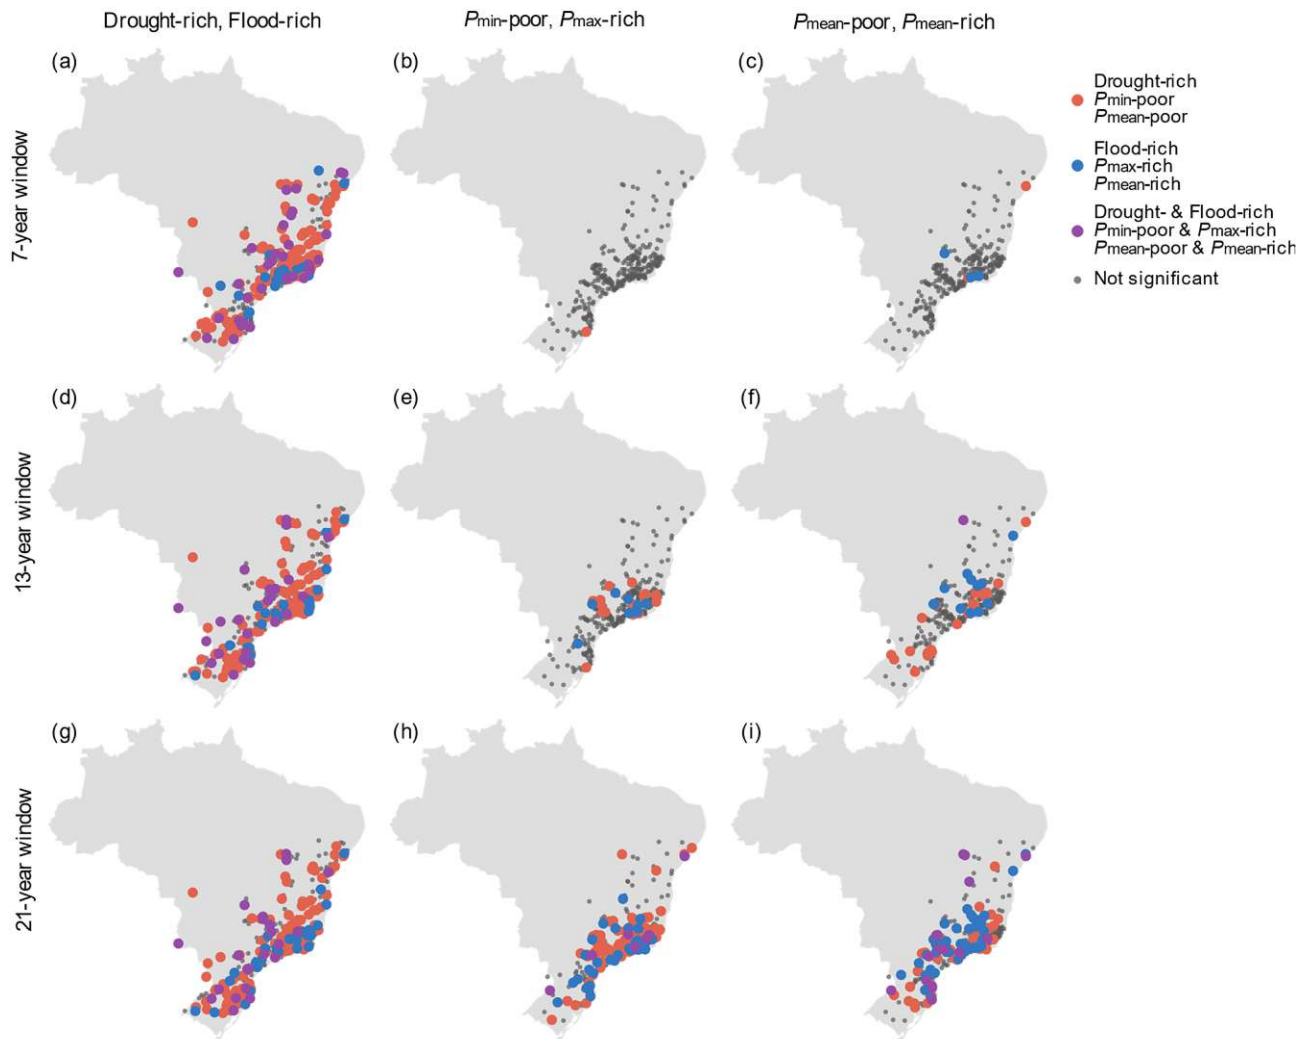 Drought-rich, Flood-rich
Pmin-poor, Pmax-rich
Pmean-poor, Pmean-rich
7-year window
(a)
(b)
(c)
Drought-rich
Pmin-poor
Pmean-poor
Flood-rich
Pmax-rich
Pmean-rich
Drought- & Flood-rich
Pmin-poor & Pmax-rich
Pmean-poor & Pmean-rich
Not significant
13-year window
(d)
(e)
(f)
21-year window
(g)
(h)
(i)